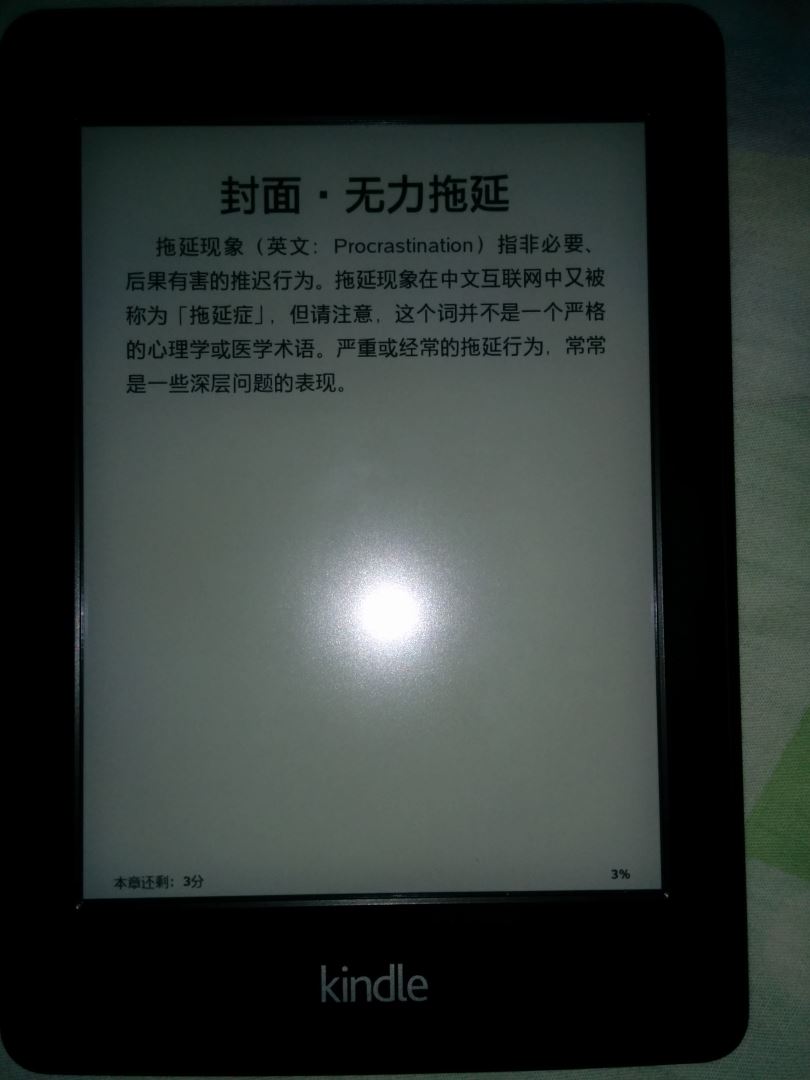 封面·无力拖延
拖延现象（英文：Procrastination）指非必要、
后果有害的推迟行为。拖延现象在中文互联网中又被
称为「拖延症」，但请注意，这个词并不是一个严格
的心理学或医学术语。严重或经常的拖延行为，常常
是一些深层问题的表现。
本章还剩：3分
3%
kindle